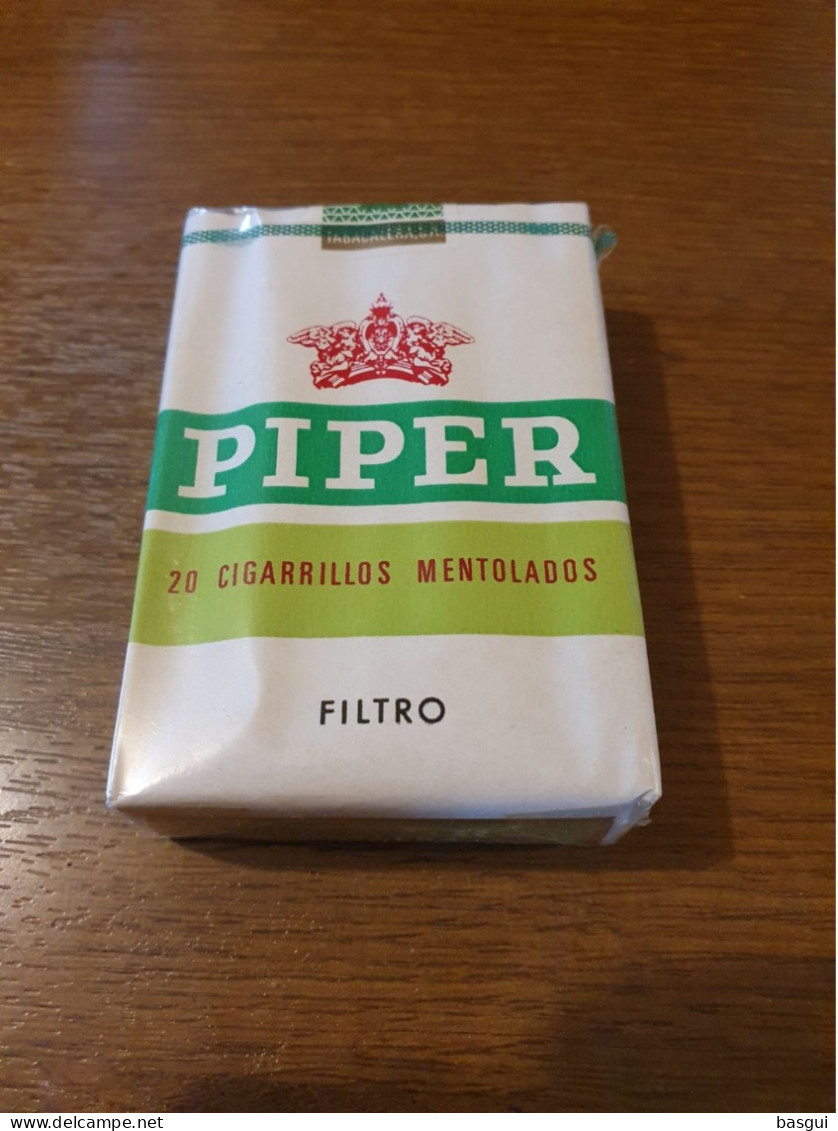 TABACALERA, S.A.
PIPER
20 CIGARRILLOS MENTOLADOS
FILTRO
www.delcampe.net
basgui